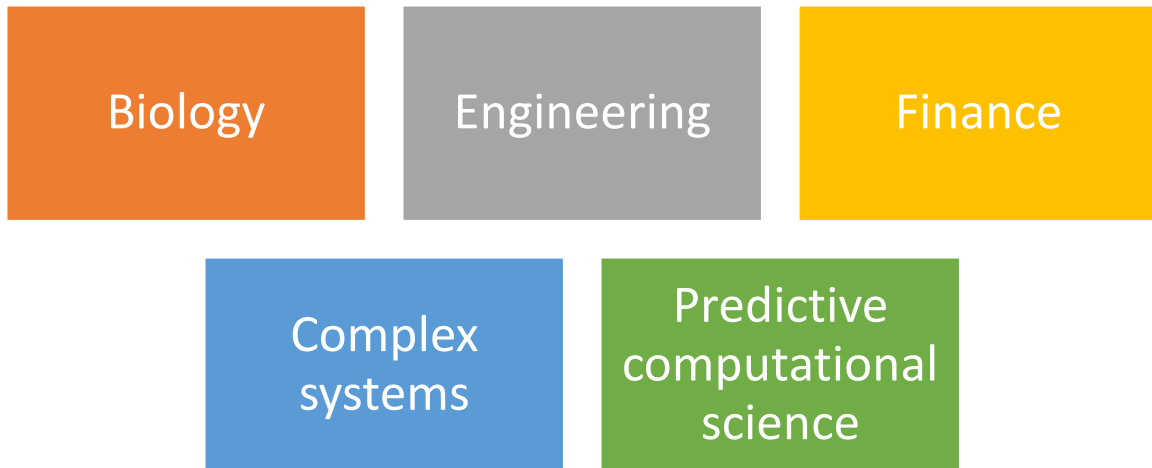 Biology
Engineering
Finance
Complex
systems
Predictive
computational
science